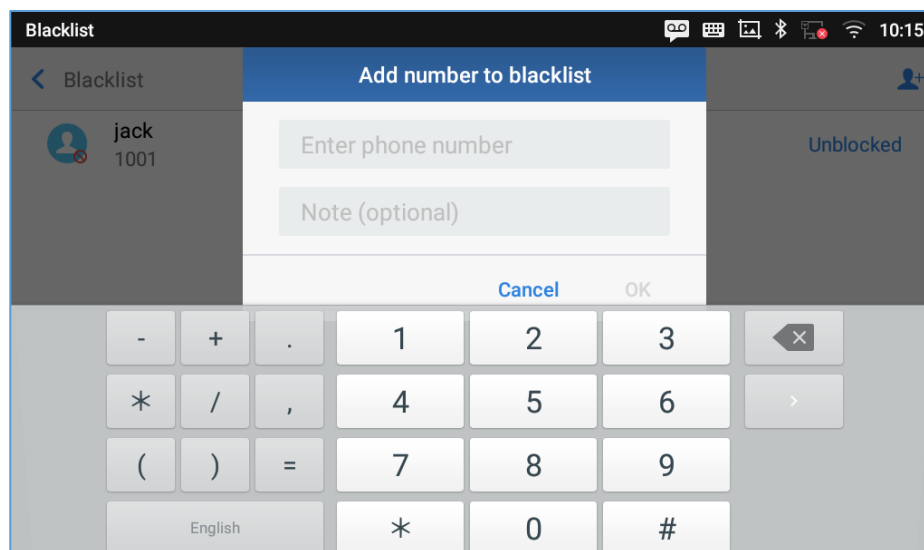 Blacklist 10:15
Blacklist
Add number to blacklist
jack
1001
Unblocked
Enter phone number
Note (optional)
Cancel OK
- + . 1 2 3
* / , 4 5 6
( ) = 7 8 9
English * 0 #